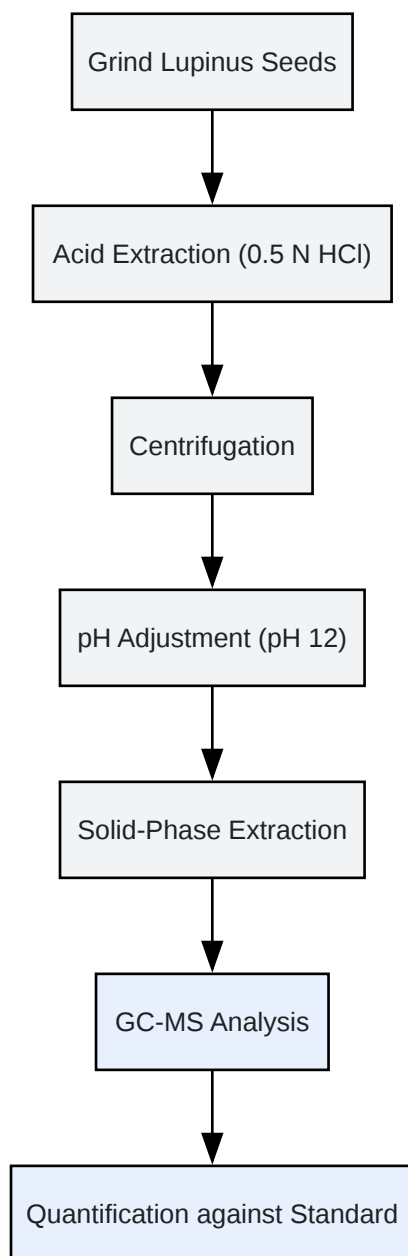 Grind Lupinus Seeds
Acid Extraction (0.5 N HCl)
Centrifugation
pH Adjustment (pH 12)
Solid-Phase Extraction
GC-MS Analysis
Quantification against Standard